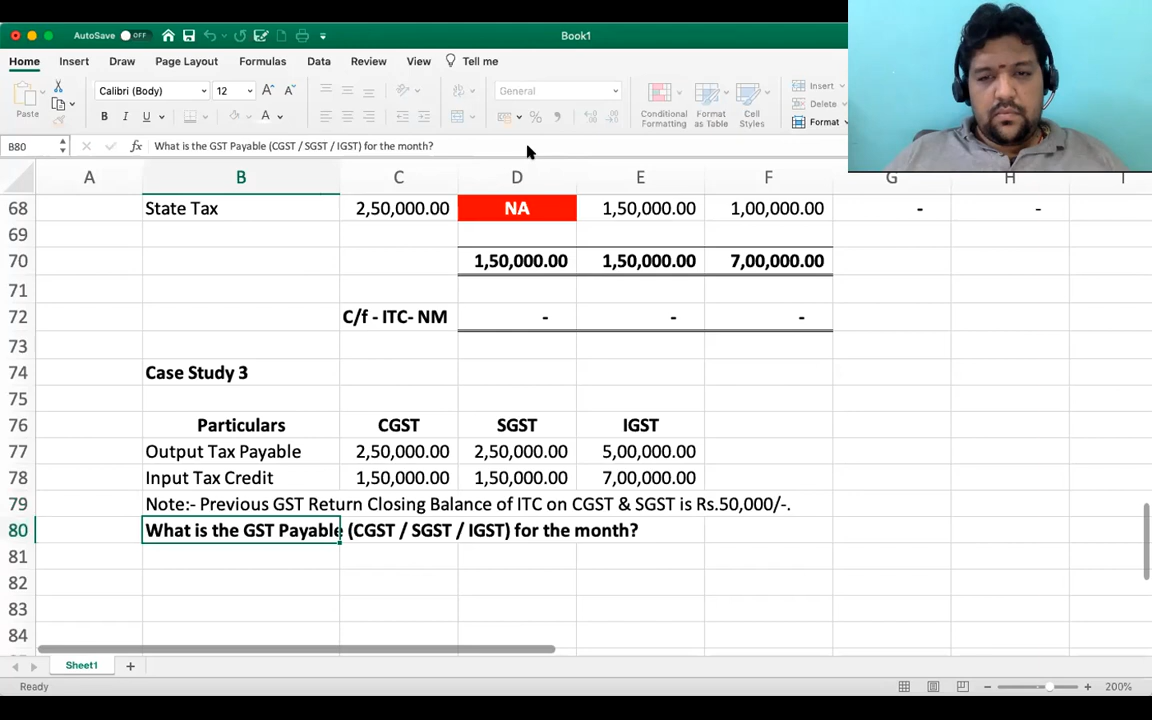 AutoSave OFF
Book1
Home Insert Draw Page Layout Formulas Data Review View Tell me
Paste Calibri (Body) 12 A A General Conditional Formatting Format as Table Cell Styles Insert Delete Format
B I U A %
B80 fx What is the GST Payable (CGST / SGST / IGST) for the month?
A B C D E F G H I
68 State Tax 2,50,000.00 NA 1,50,000.00 1,00,000.00 - -
69
70 1,50,000.00 1,50,000.00 7,00,000.00
71
72 C/f - ITC- NM - - -
73
74 Case Study 3
75
76 Particulars CGST SGST IGST
77 Output Tax Payable 2,50,000.00 2,50,000.00 5,00,000.00
78 Input Tax Credit 1,50,000.00 1,50,000.00 7,00,000.00
79 Note:- Previous GST Return Closing Balance of ITC on CGST & SGST is Rs.50,000/-.
80 What is the GST Payable (CGST / SGST / IGST) for the month?
81
82
83
84
Sheet1
Ready 200%